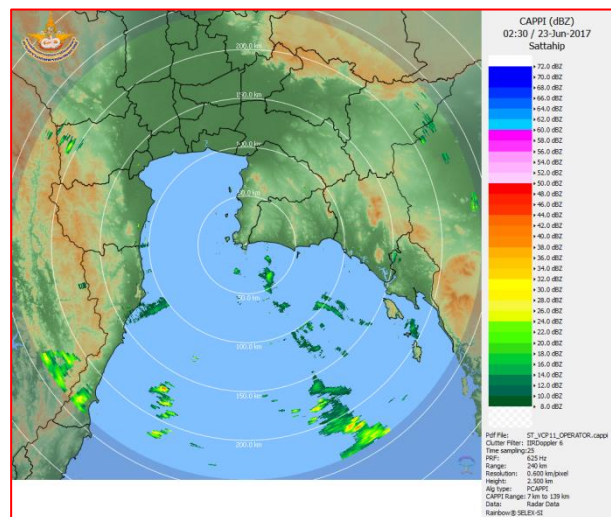 CAPPI (dBZ)
02:30 / 23-Jun-2017
Sattahip
72.0 dBZ
70.0 dBZ
68.0 dBZ
66.0 dBZ
64.0 dBZ
62.0 dBZ
60.0 dBZ
58.0 dBZ
56.0 dBZ
54.0 dBZ
52.0 dBZ
50.0 dBZ
48.0 dBZ
46.0 dBZ
44.0 dBZ
42.0 dBZ
40.0 dBZ
38.0 dBZ
36.0 dBZ
34.0 dBZ
32.0 dBZ
30.0 dBZ
28.0 dBZ
26.0 dBZ
24.0 dBZ
22.0 dBZ
20.0 dBZ
18.0 dBZ
16.0 dBZ
14.0 dBZ
12.0 dBZ
10.0 dBZ
8.0 dBZ
200.0 km
150.0 km
100.0 km
50.0 km
50.0 km
100.0 km
150.0 km
200.0 km
Pdf File: ST_VCP11_OPERATOR.cappi
Clutter Filter: IIRDoppler 6
Time sampling:25
PRF: 625 Hz
Range: 240 km
Resolution: 0.600 km/pixel
Height: 2.500 km
Alg type: PCAPPI
CAPPI Range: 7 km to 139 km
Data: Radar Data
Rainbow® SELEX-SI